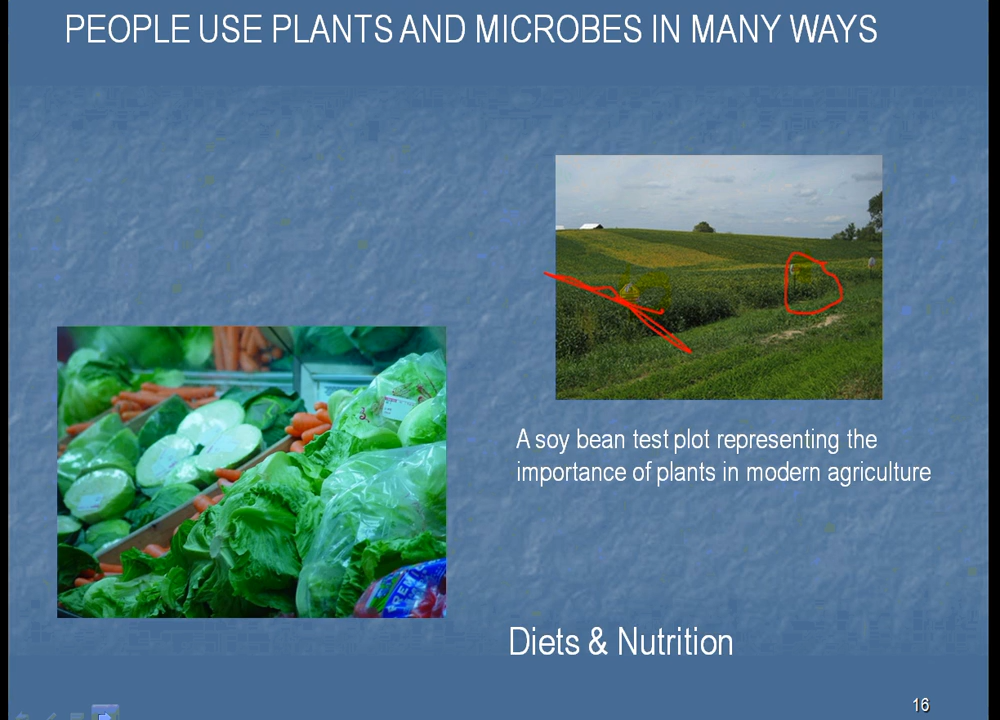 PEOPLE USE PLANTS AND MICROBES IN MANY WAYS
A soy bean test plot representing the
importance of plants in modern agriculture
Diets & Nutrition
16